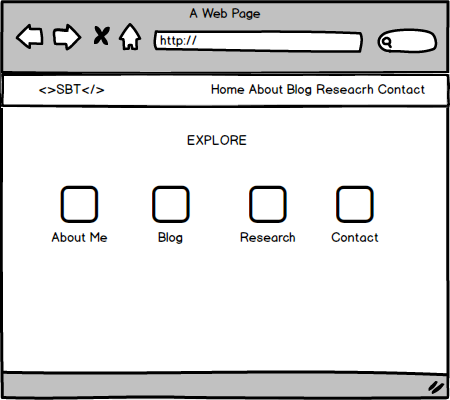 A Web Page
http://
<>SBT</> Home About Blog Reseacrh Contact
EXPLORE
About Me Blog Research Contact